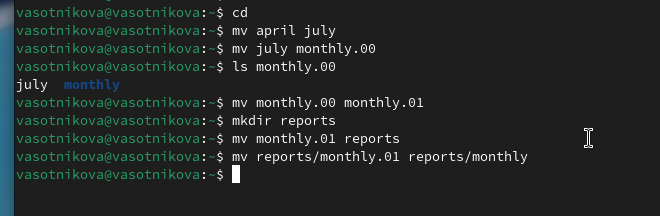 vasotnikova@vasotnikova:~$ cd
vasotnikova@vasotnikova:~$ mv april july
vasotnikova@vasotnikova:~$ mv july monthly.00
vasotnikova@vasotnikova:~$ ls monthly.00
july  monthly
vasotnikova@vasotnikova:~$ mv monthly.00 monthly.01
vasotnikova@vasotnikova:~$ mkdir reports
vasotnikova@vasotnikova:~$ mv monthly.01 reports
vasotnikova@vasotnikova:~$ mv reports/monthly.01 reports/monthly
vasotnikova@vasotnikova:~$